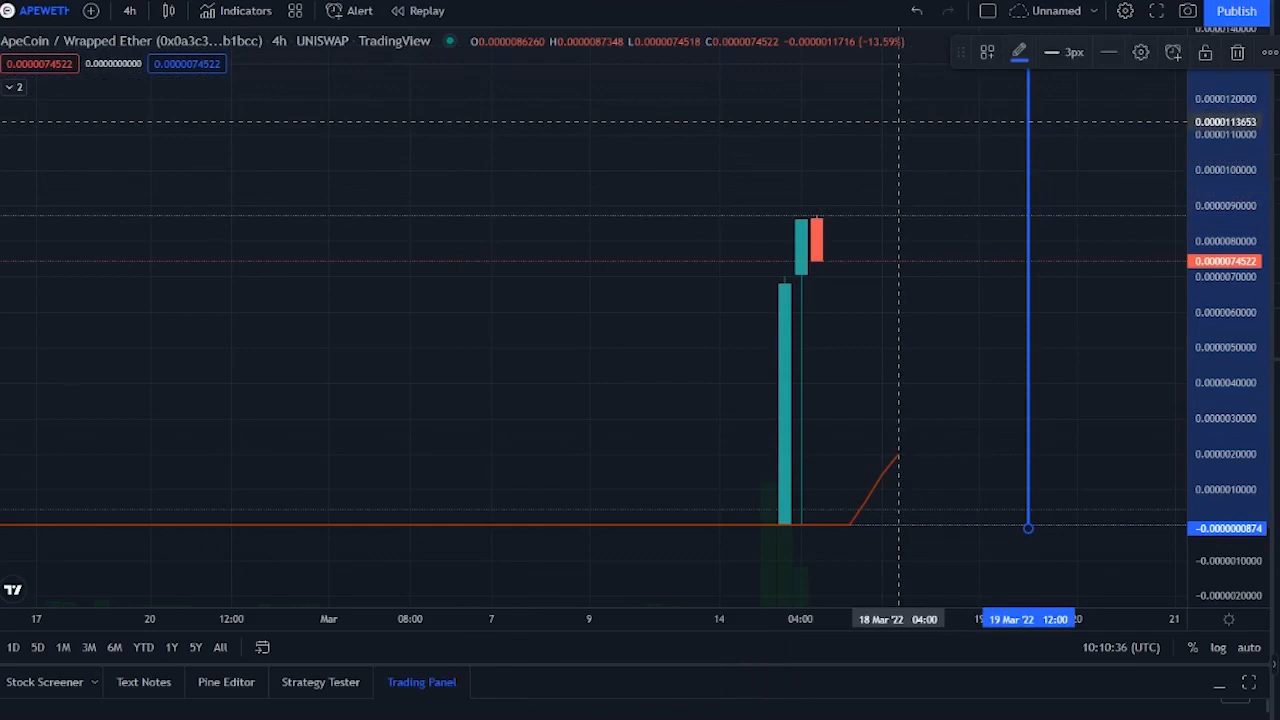 APEWETH 4h Indicators Alert Replay Unnamed Publish
ApeCoin / Wrapped Ether (0x0a3c3...b1bcc) · 4h · UNISWAP · TradingView O0.0000086260 H0.0000087348 L0.0000074518 C0.0000074522 −0.0000011716 (−13.59%)
3px
0.0000074522 0.0000000000 0.0000074522
2
0.0000120000
0.0000113653
0.0000110000
0.0000100000
0.0000090000
0.0000080000
0.0000074522
0.0000070000
0.0000060000
0.0000050000
0.0000040000
0.0000030000
0.0000020000
0.0000010000
−0.0000000874
−0.0000010000
−0.0000020000
17 20 12:00 Mar 08:00 7 9 14 04:00 18 Mar '22 04:00 19 Mar '22 12:00 21
1D 5D 1M 3M 6M YTD 1Y 5Y All 10:10:36 (UTC) % log auto
Stock Screener Text Notes Pine Editor Strategy Tester Trading Panel